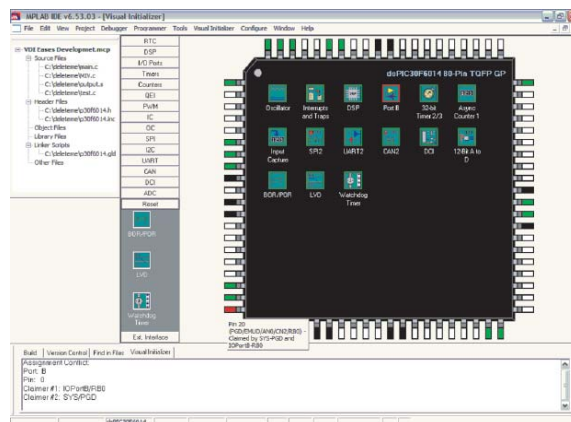 MPLAB IDE v6.53.03 - [Visual Initializer]
File Edit View Project Debugger Programmer Tools Visual Initializer Configure Window Help
VDI Eases Developmet.mcp
Source Files
C:\deleteme\main.c
C:\deleteme\output.s
C:\deleteme\test.c
Header Files
C:\deleteme\p30f6014.h
C:\deleteme\p30f6014.inc
Object Files
Library Files
Linker Scripts
C:\deleteme\p30f6014.gld
Other Files
RTC
DSP
I/O Ports
Timers
Counters
QEI
PWM
IC
OC
SPI
I2C
UART
CAN
DCI
ADC
Reset
BOR/POR
LVD
Watchdog
Timer
Ext. Interface
dsPIC30F6014 80-Pin TQFP GP
Oscillator
Interrupts
and Traps
DSP
Port B
32-bit
Timer 2/3
Async
Counter 1
Input
Capture
SPI2
UART2
CAN2
DCI
12-Bit A to
D
BOR/POR
LVD
Watchdog
Timer
Pin 20
(PGD/EMUD/AN0/CN2/RB0) -
Claimed by SYS-PGD and
IOPortB-RB0
Build Version Control Find in Files Visual Initializer
Assignment Conflict:
Port: B
Pin: 0
Claimer #1: IOPortB/RB0
Claimer #2: SYS/PGD
dsPIC30F6014